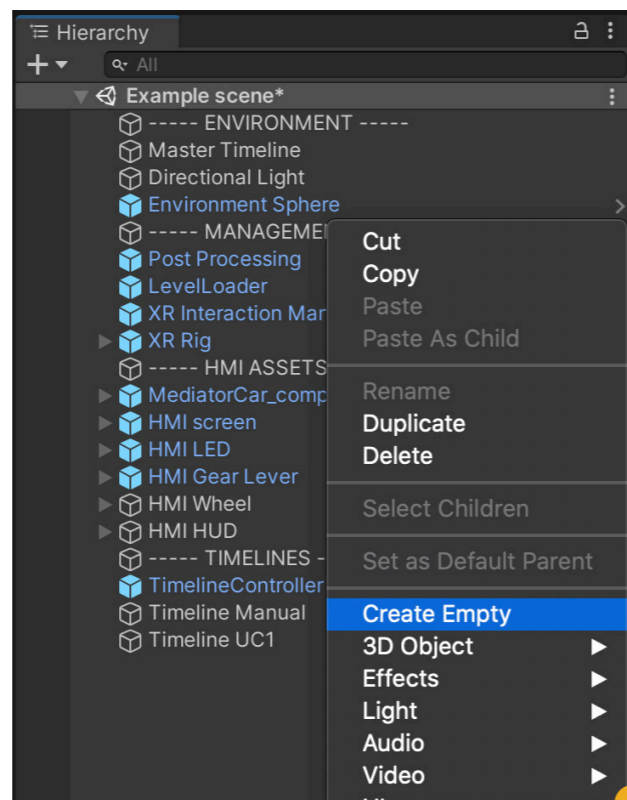 Hierarchy
All
Example scene*
----- ENVIRONMENT -----
Master Timeline
Directional Light
Environment Sphere
----- MANAGEME
Post Processing
LevelLoader
XR Interaction Mar
XR Rig
----- HMI ASSETS
MediatorCar_comp
HMI screen
HMI LED
HMI Gear Lever
HMI Wheel
HMI HUD
----- TIMELINES -
TimelineController
Timeline Manual
Timeline UC1
Cut
Copy
Paste
Paste As Child
Rename
Duplicate
Delete
Select Children
Set as Default Parent
Create Empty
3D Object
Effects
Light
Audio
Video